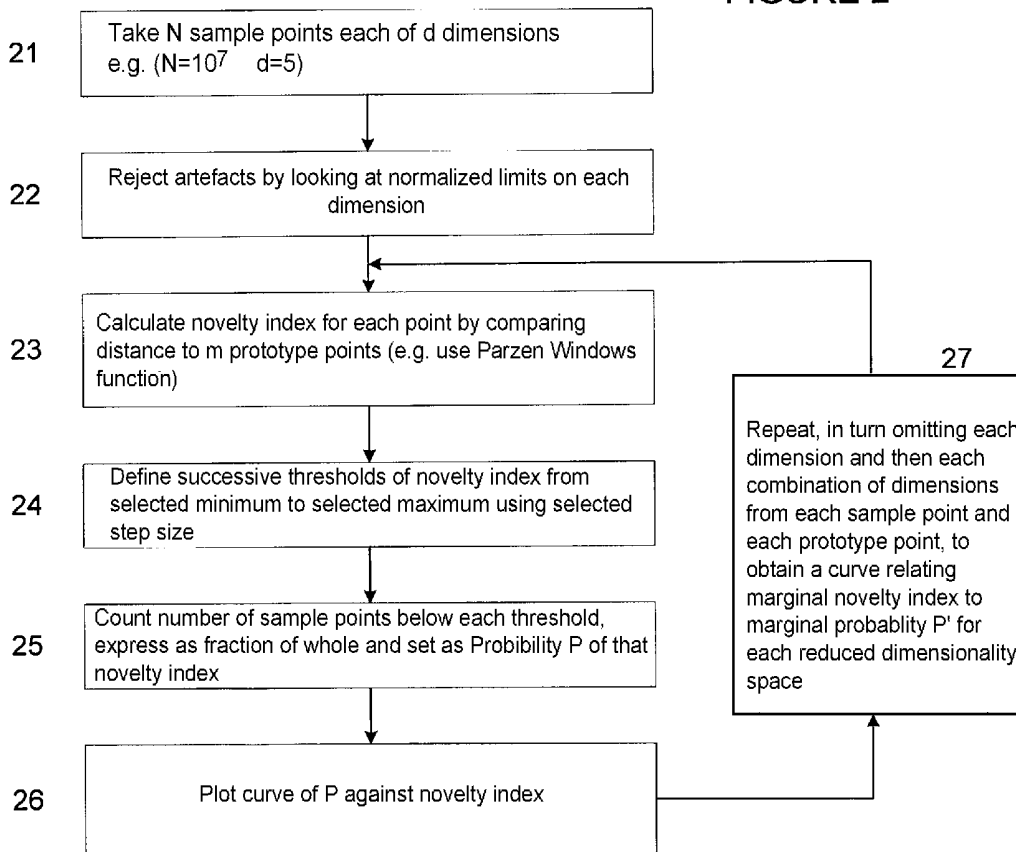 21
Take N sample points each of d dimensions
e.g. (N=10⁷ d=5)
22
Reject artefacts by looking at normalized limits on each
dimension
23
Calculate novelty index for each point by comparing
distance to m prototype points (e.g. use Parzen Windows
function)
24
Define successive thresholds of novelty index from
selected minimum to selected maximum using selected
step size
25
Count number of sample points below each threshold,
express as fraction of whole and set as Probibility P of that
novelty index
26
Plot curve of P against novelty index
27
Repeat, in turn omitting each
dimension and then each
combination of dimensions
from each sample point and
each prototype point, to
obtain a curve relating
marginal novelty index to
marginal probablity P' for
each reduced dimensionality
space